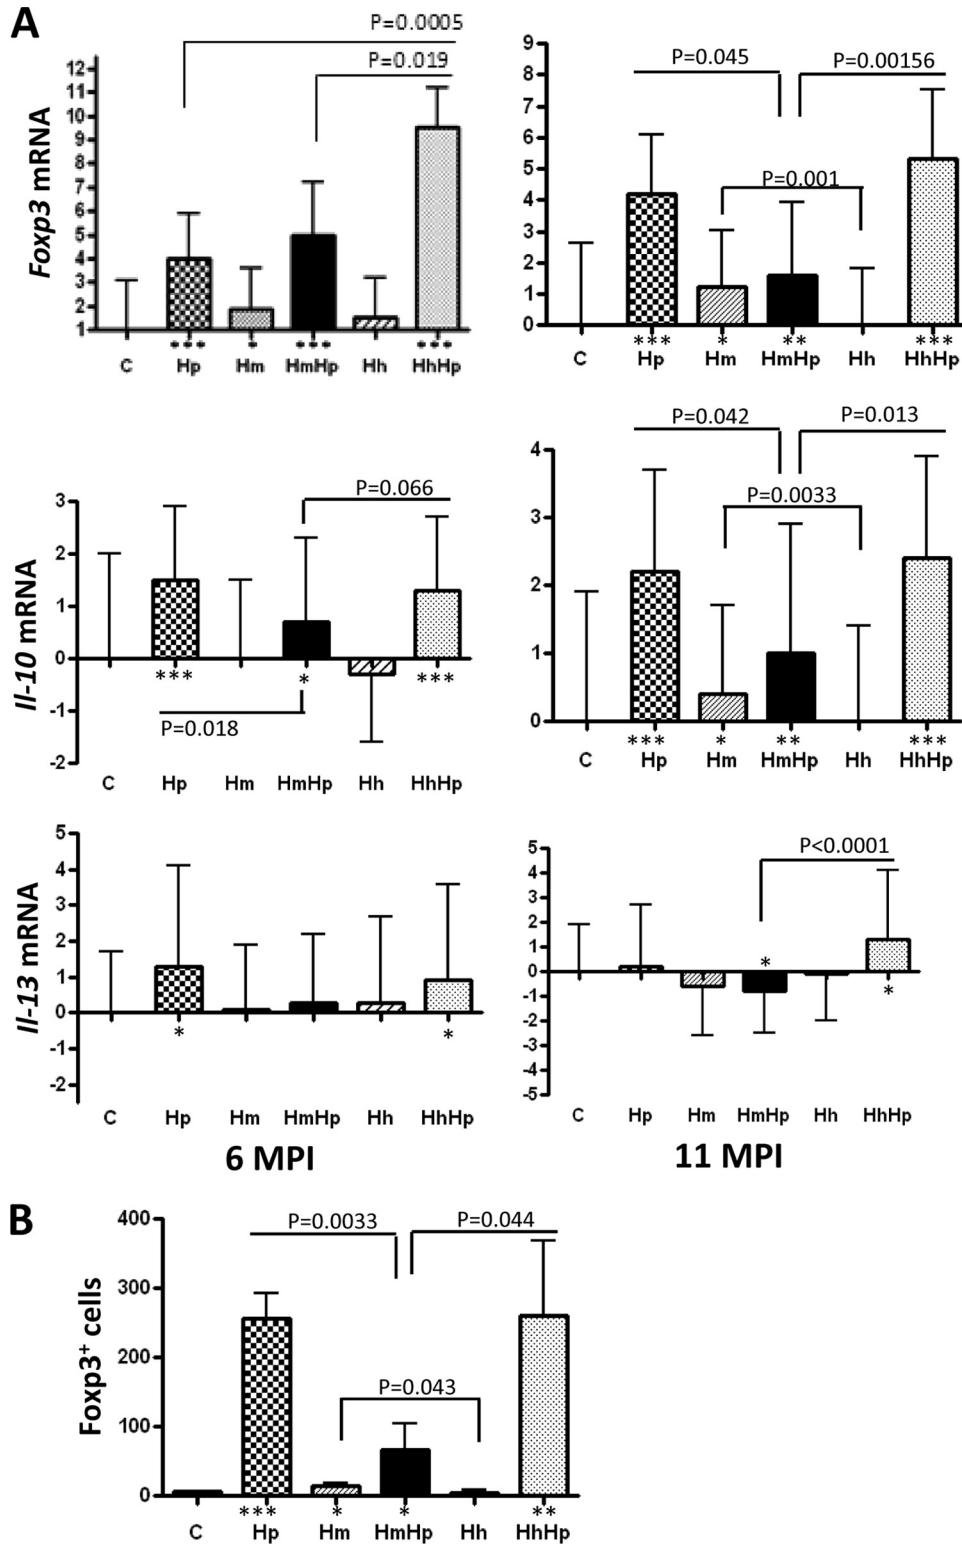 A
P=0.0005
P=0.019
Foxp3 mRNA
12
11
10
9
8
7
6
5
4
3
2
1
*** * *** ***
C Hp Hm HmHp Hh HhHp
P=0.045 P=0.00156
P=0.001
9
8
7
6
5
4
3
2
1
0
*** * ** ***
C Hp Hm HmHp Hh HhHp
P=0.066
Il-10 mRNA
3
2
1
0
-1
-2
*** * ***
P=0.018
C Hp Hm HmHp Hh HhHp
P=0.042 P=0.013
P=0.0033
4
3
2
1
0
*** * ** ***
C Hp Hm HmHp Hh HhHp
Il-13 mRNA
5
4
3
2
1
0
-1
-2
* *
C Hp Hm HmHp Hh HhHp
6 MPI
P<0.0001
5
4
3
2
1
0
-1
-2
-3
-4
-5
* *
C Hp Hm HmHp Hh HhHp
11 MPI
B
P=0.0033 P=0.044
P=0.043
Foxp3+ cells
400
300
200
100
0
*** * * **
C Hp Hm HmHp Hh HhHp